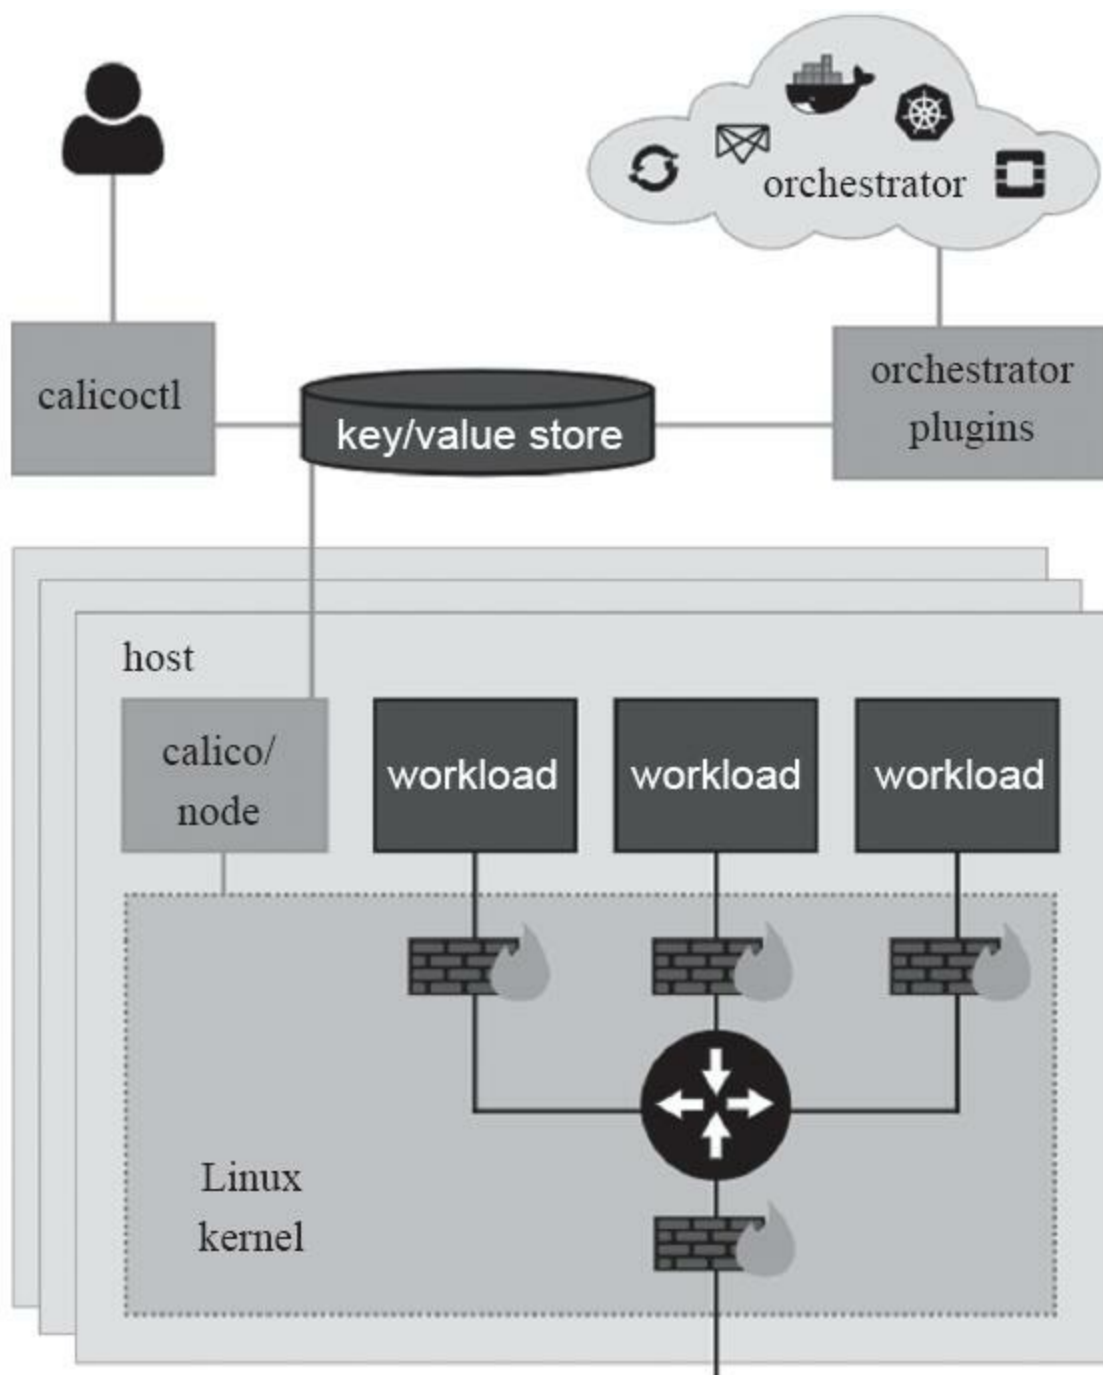 orchestrator
calicoctl
key/value store
orchestrator
plugins
host
calico/
node
workload
workload
workload
Linux
kernel